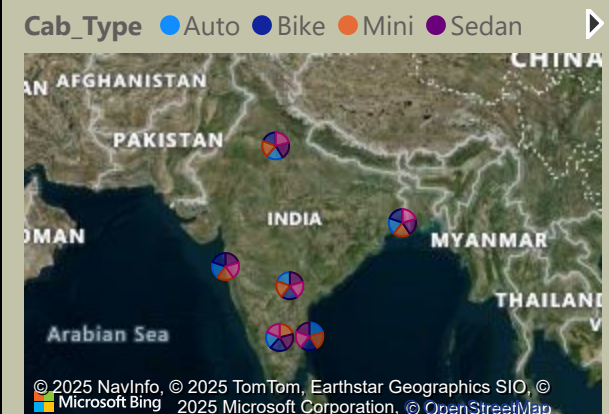 Cab_Type Auto Bike Mini Sedan
CHINA
AN AFGHANISTAN
PAKISTAN
INDIA
OMAN
MYANMAR
THAILAND
V
Arabian Sea
© 2025 NavInfo, © 2025 TomTom, Earthstar Geographics SIO, ©
Microsoft Bing 2025 Microsoft Corporation, © OpenStreetMap